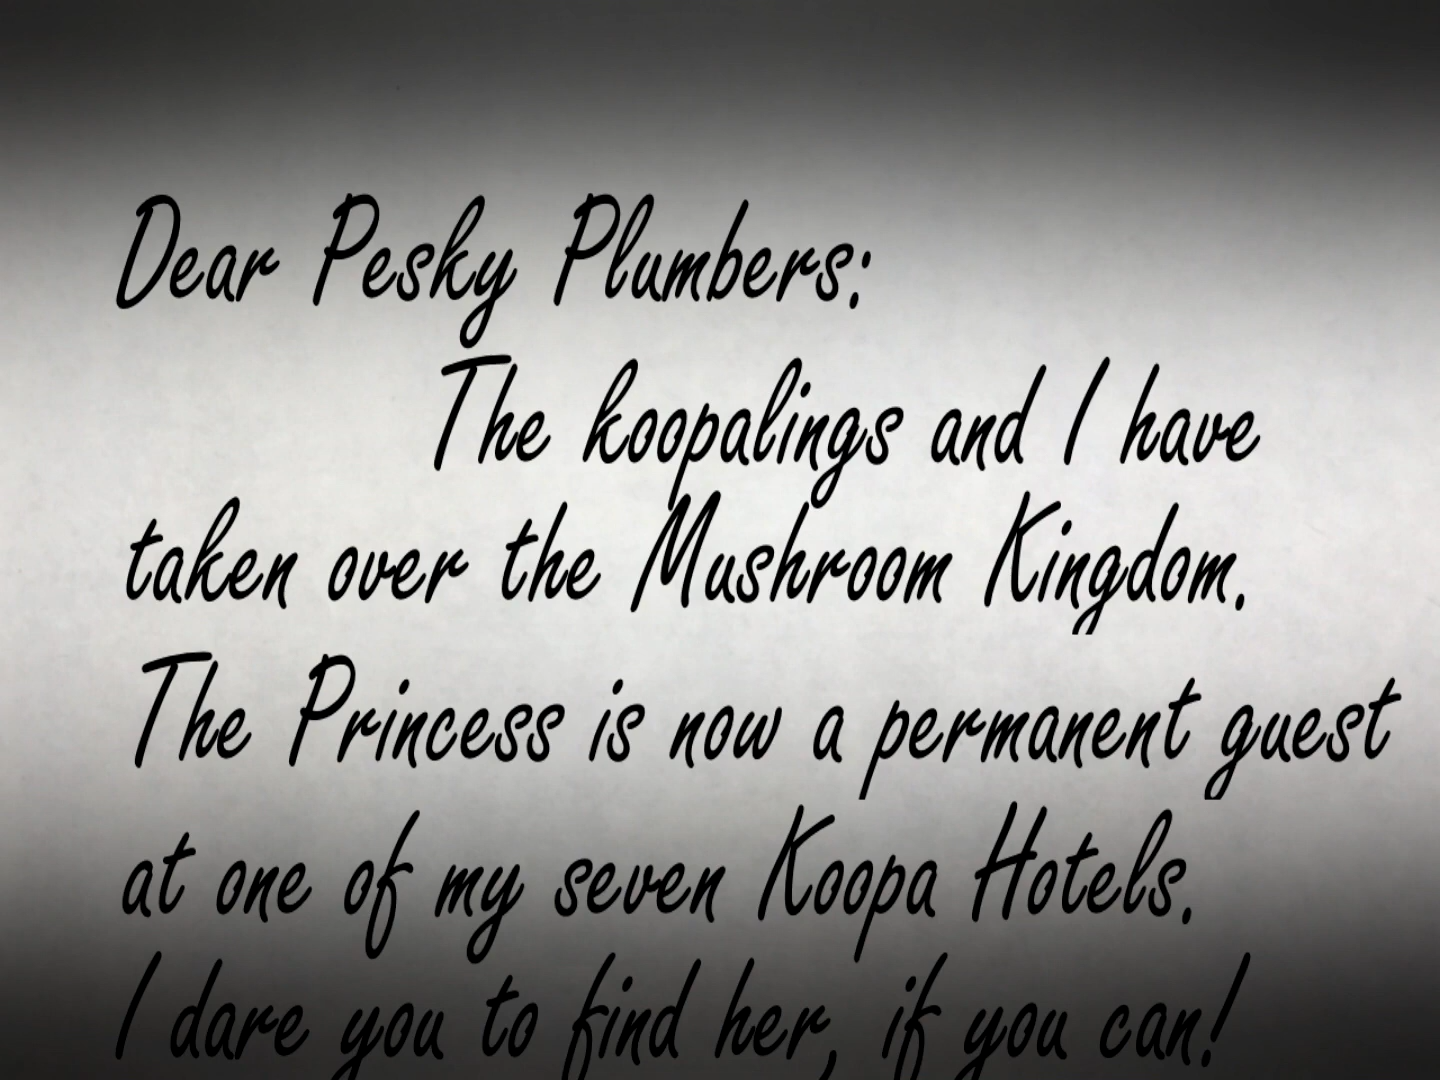 Dear Pesky Plumbers:
The koopalings and I have
taken over the Mushroom Kingdom.
The Princess is now a permanent guest
at one of my seven Koopa Hotels.
I dare you to find her, if you can!